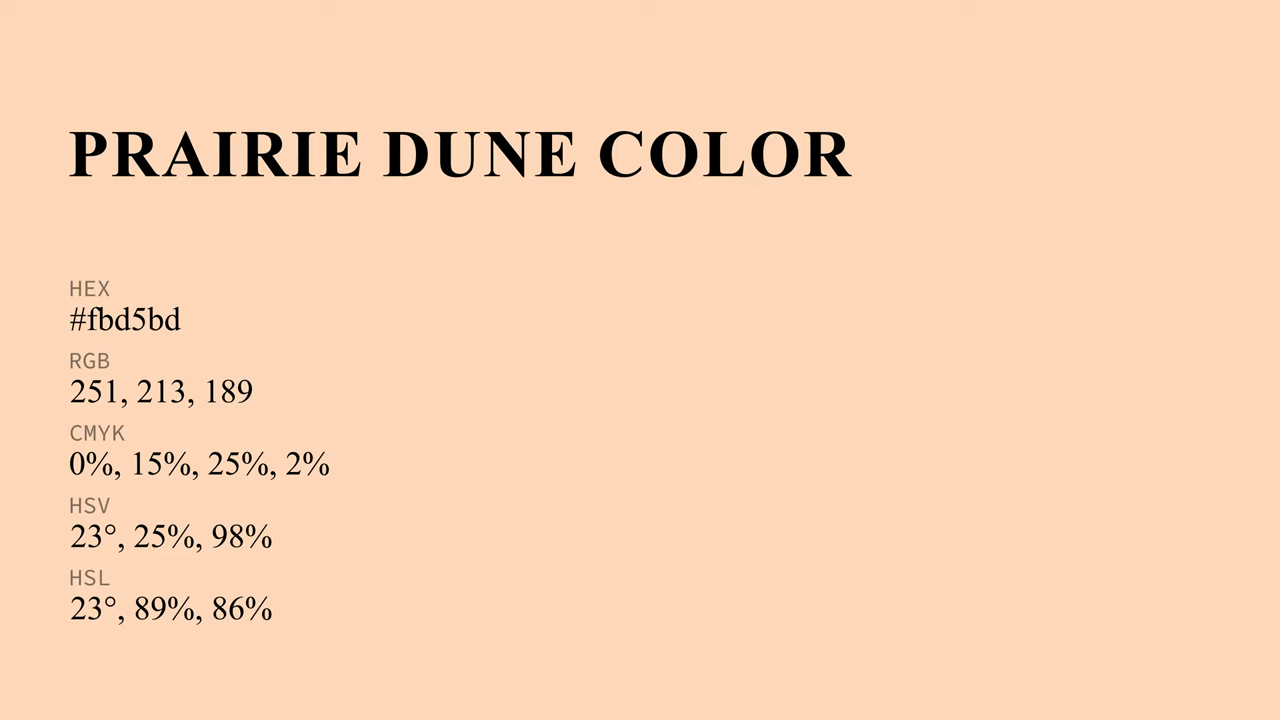 PRAIRIE DUNE COLOR
HEX
#fbd5bd
RGB
251, 213, 189
CMYK
0%, 15%, 25%, 2%
HSV
23°, 25%, 98%
HSL
23°, 89%, 86%